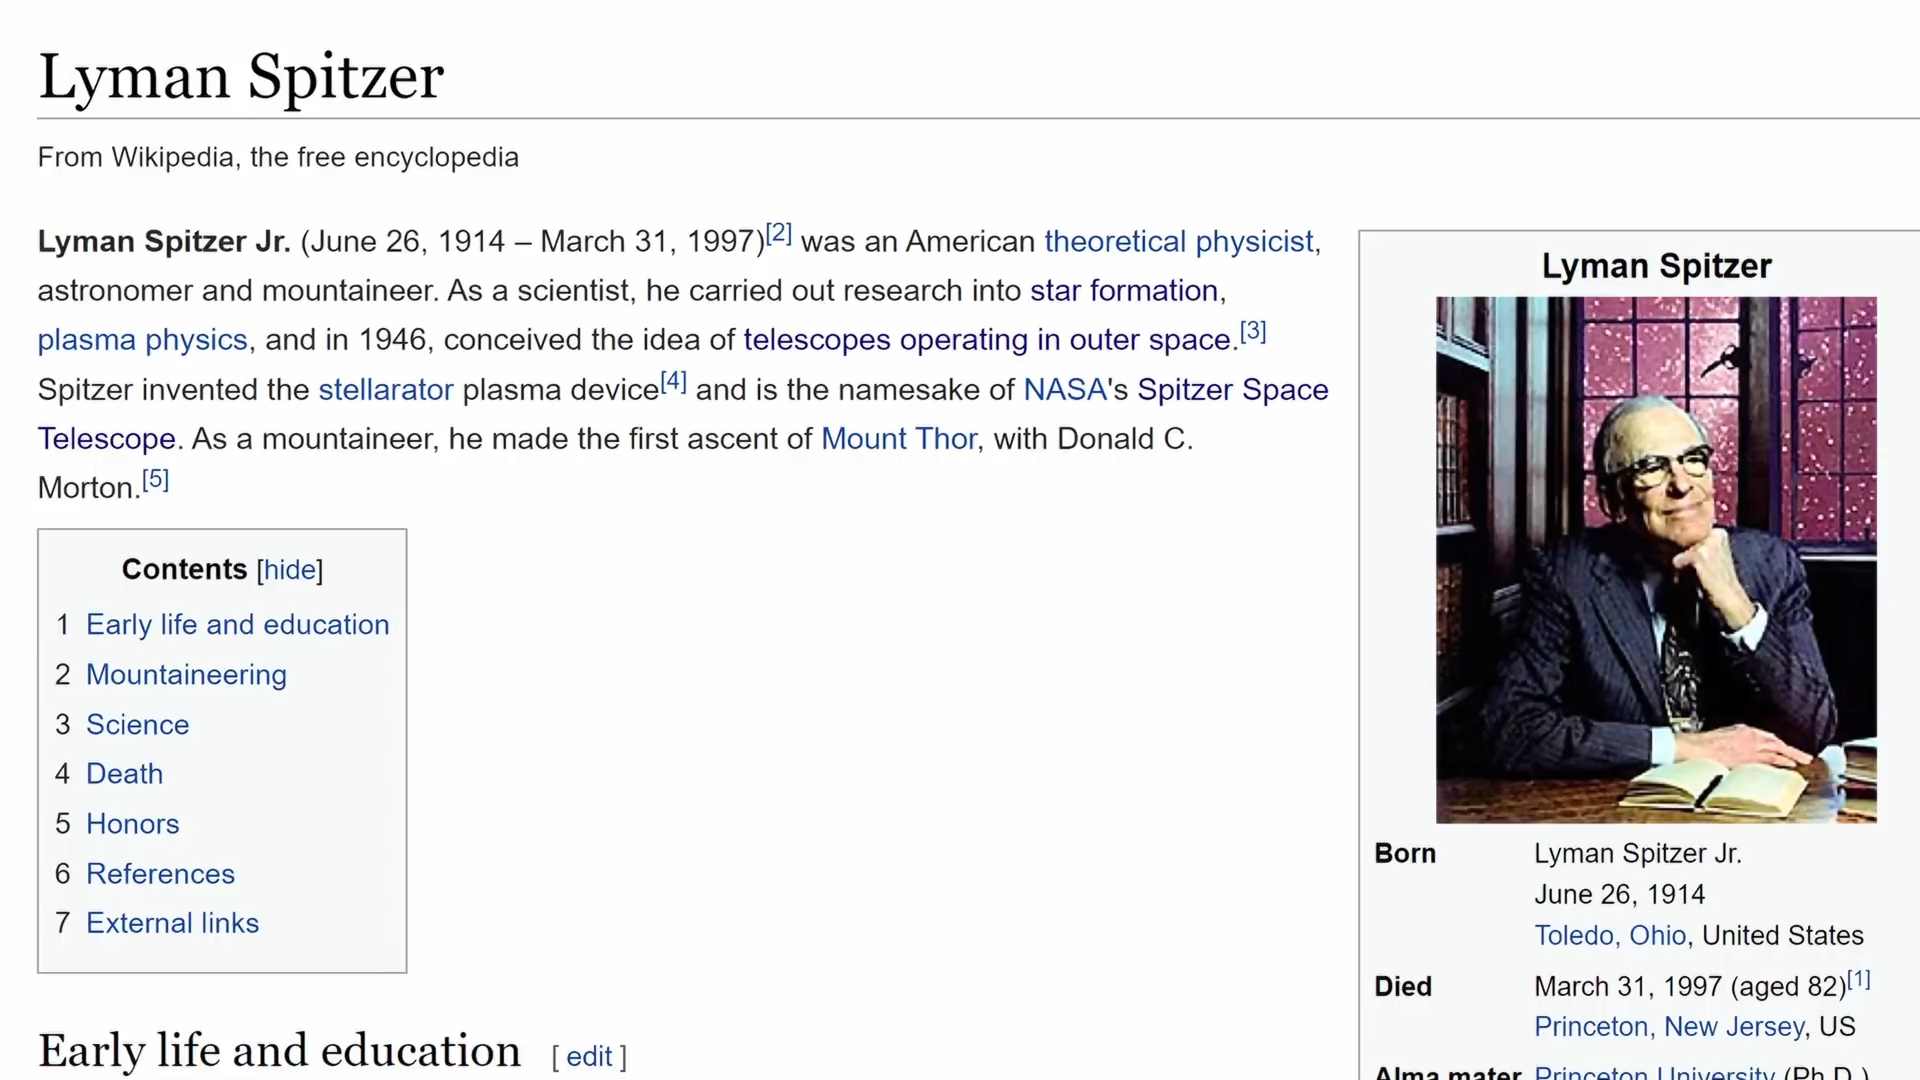 Lyman Spitzer
From Wikipedia, the free encyclopedia
Lyman Spitzer Jr. (June 26, 1914 – March 31, 1997)[2] was an American theoretical physicist,
astronomer and mountaineer. As a scientist, he carried out research into star formation,
plasma physics, and in 1946, conceived the idea of telescopes operating in outer space.[3]
Spitzer invented the stellarator plasma device[4] and is the namesake of NASA's Spitzer Space
Telescope. As a mountaineer, he made the first ascent of Mount Thor, with Donald C.
Morton.[5]
Contents [hide]
1 Early life and education
2 Mountaineering
3 Science
4 Death
5 Honors
6 References
7 External links
Early life and education [ edit ]
Lyman Spitzer
Born Lyman Spitzer Jr.
June 26, 1914
Toledo, Ohio, United States
Died March 31, 1997 (aged 82)[1]
Princeton, New Jersey, US
Alma mater Princeton University (Ph.D.)